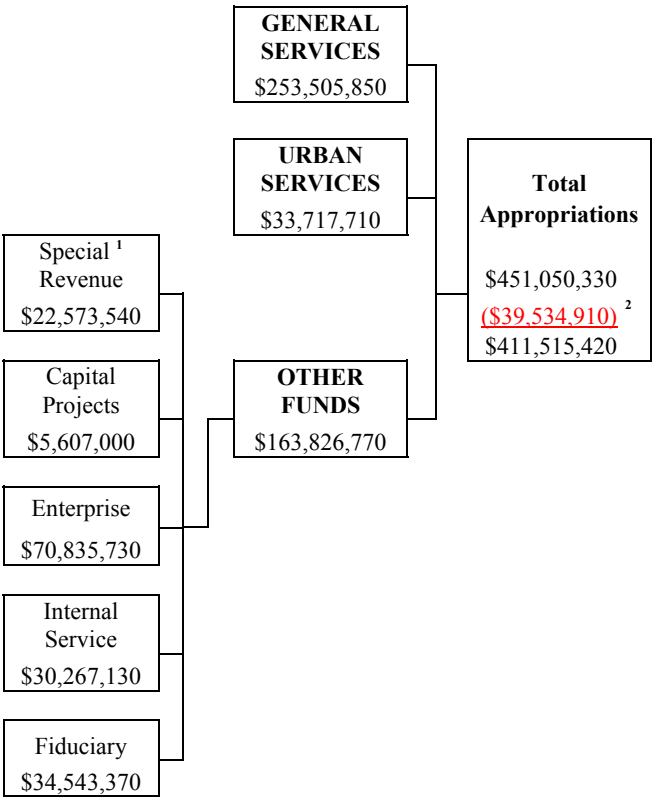 GENERAL
SERVICES
$253,505,850
URBAN
SERVICES
$33,717,710
Total
Appropriations
$451,050,330
($39,534,910) 2
$411,515,420
Special 1
Revenue
$22,573,540
Capital
Projects
$5,607,000
OTHER
FUNDS
$163,826,770
Enterprise
$70,835,730
Internal
Service
$30,267,130
Fiduciary
$34,543,370